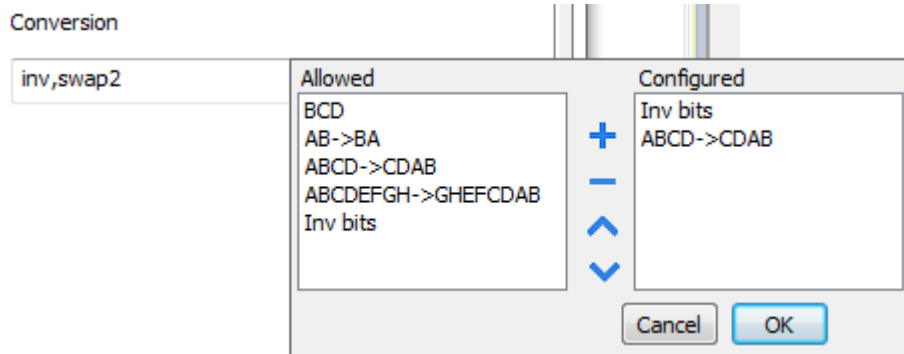 Conversion
inv,swap2
Allowed
BCD
AB->BA
ABCD->CDAB
ABCDEFGH->GHEFCDAB
Inv bits
Configured
Inv bits
ABCD->CDAB
Cancel
OK